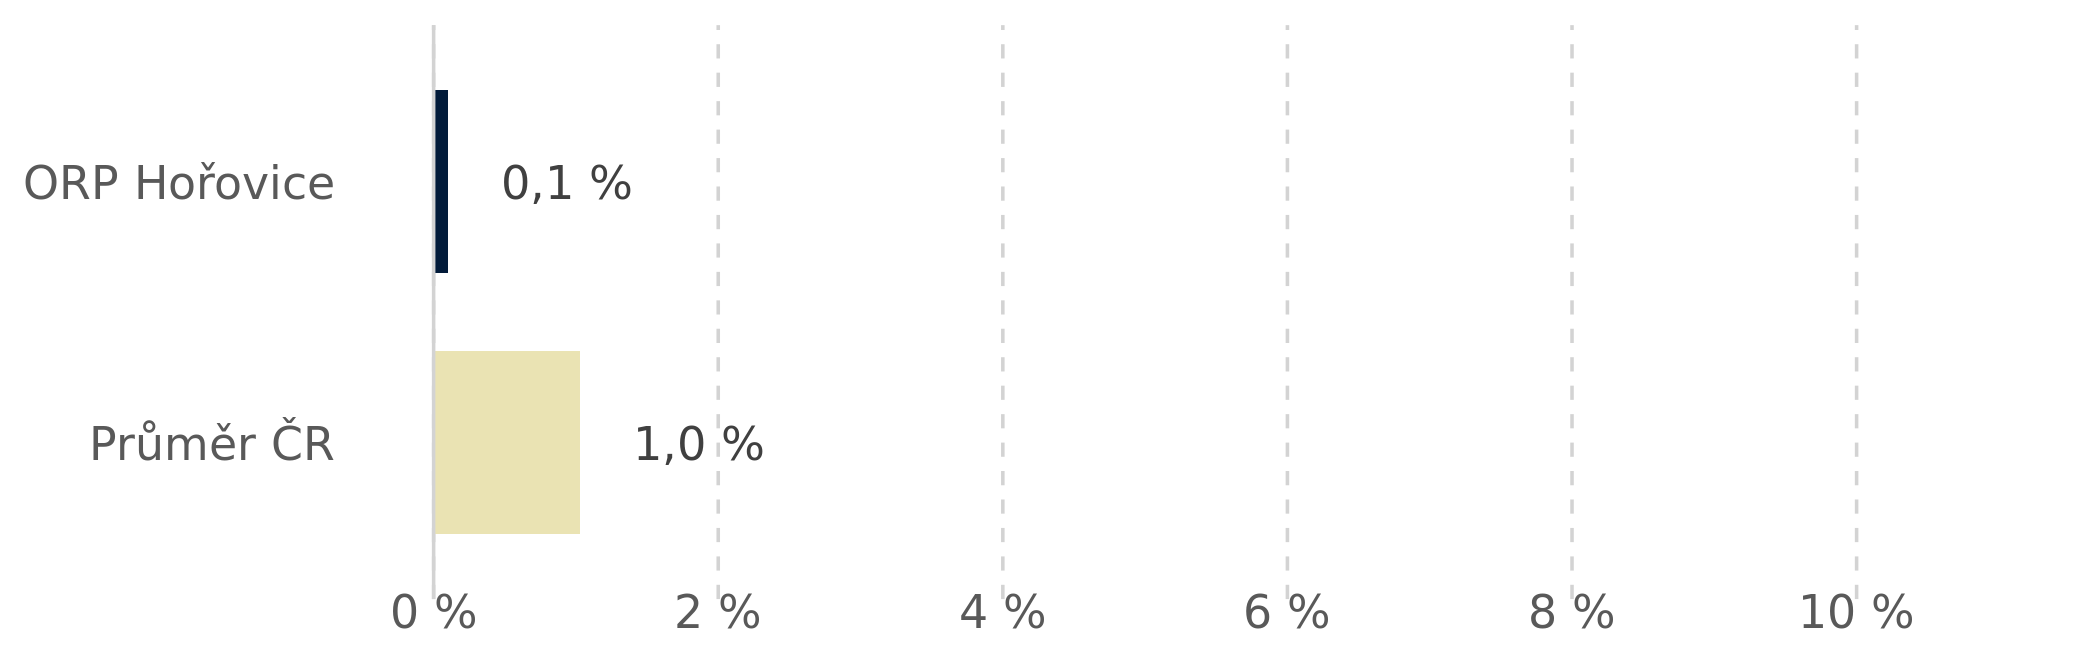 ORP Hořovice
0,1 %
Průměr ČR
1,0 %
0 % 2 % 4 % 6 % 8 % 10 %